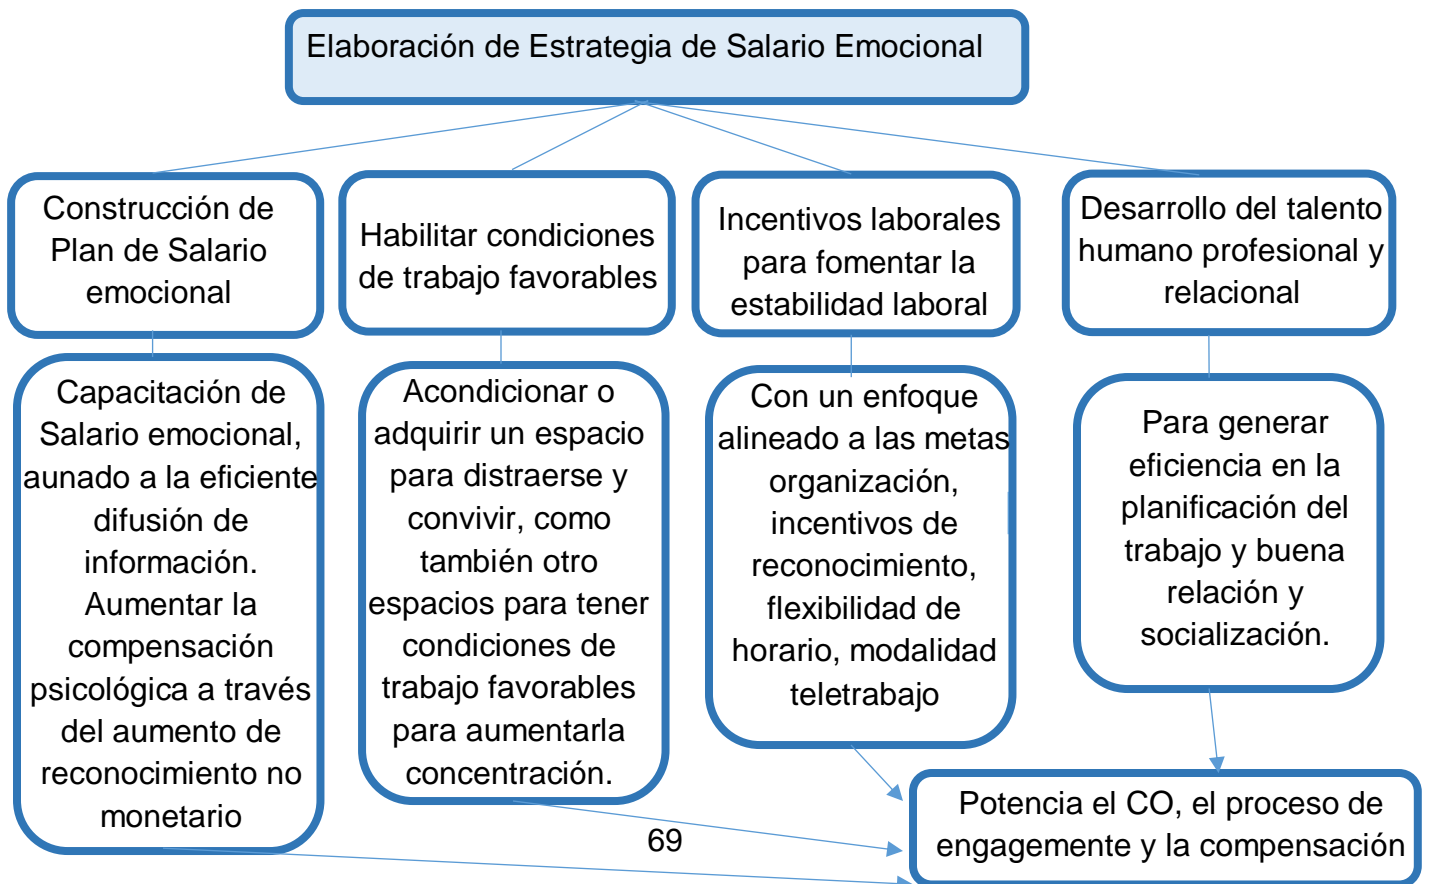 Elaboración de Estrategia de Salario Emocional
Construcción de
Plan de Salario
emocional
Habilitar condiciones
de trabajo favorables
Incentivos laborales
para fomentar la
estabilidad laboral
Desarrollo del talento
humano profesional y
relacional
Capacitación de
Salario emocional,
aunado a la eficiente
difusión de
información.
Aumentar la
compensación
psicológica a través
del aumento de
reconocimiento no
monetario
Acondicionar o
adquirir un espacio
para distraerse y
convivir, como
también otro
espacios para tener
condiciones de
trabajo favorables
para aumentarla
concentración.
Con un enfoque
alineado a las metas
organización,
incentivos de
reconocimiento,
flexibilidad de
horario, modalidad
teletrabajo
Para generar
eficiencia en la
planificación del
trabajo y buena
relación y
socialización.
Potencia el CO, el proceso de
engagemente y la compensación
69